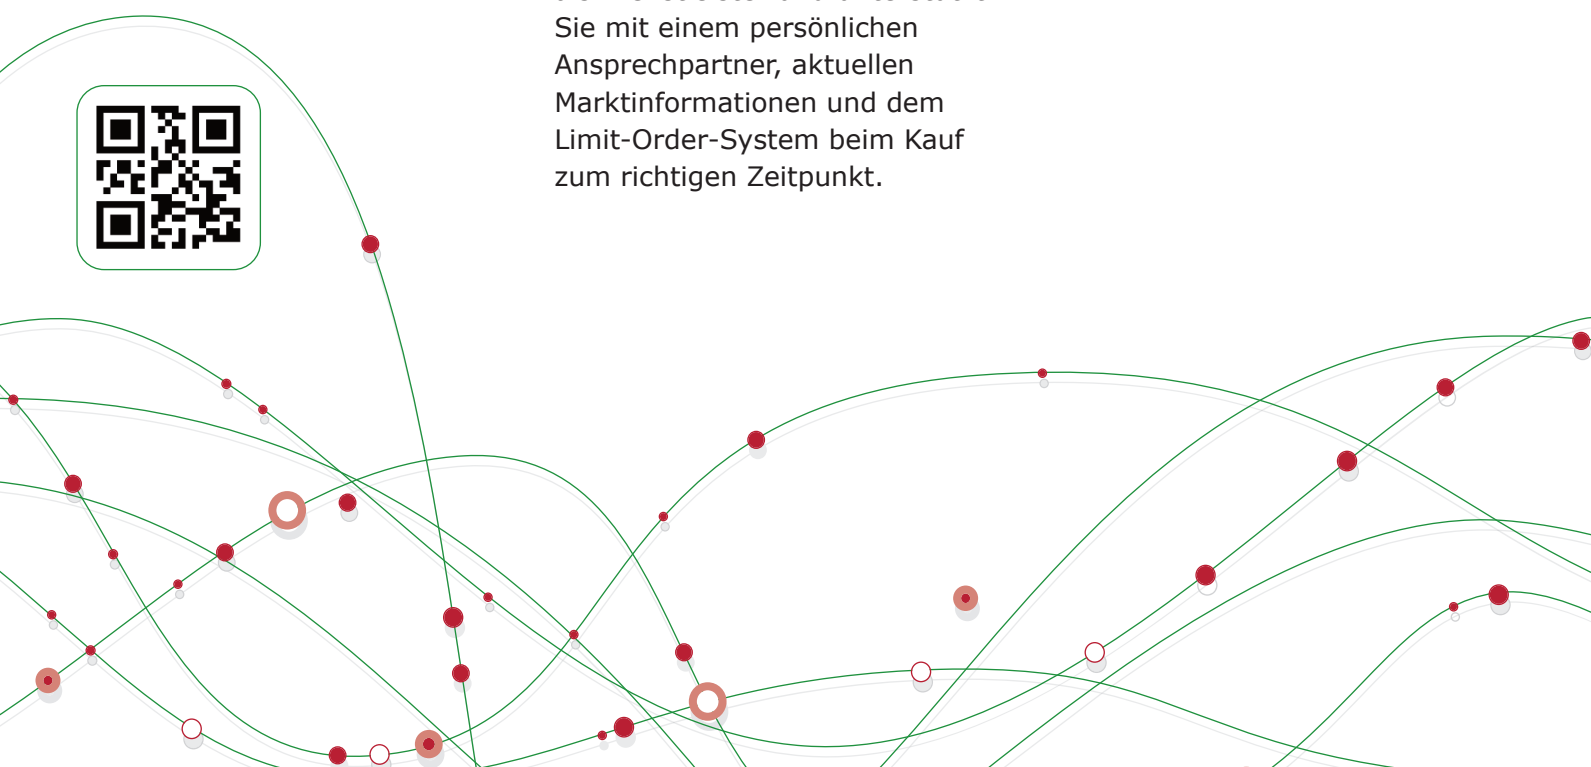 Sie mit einem persönlichen
Ansprechpartner, aktuellen
Marktinformationen und dem
Limit-Order-System beim Kauf
zum richtigen Zeitpunkt.